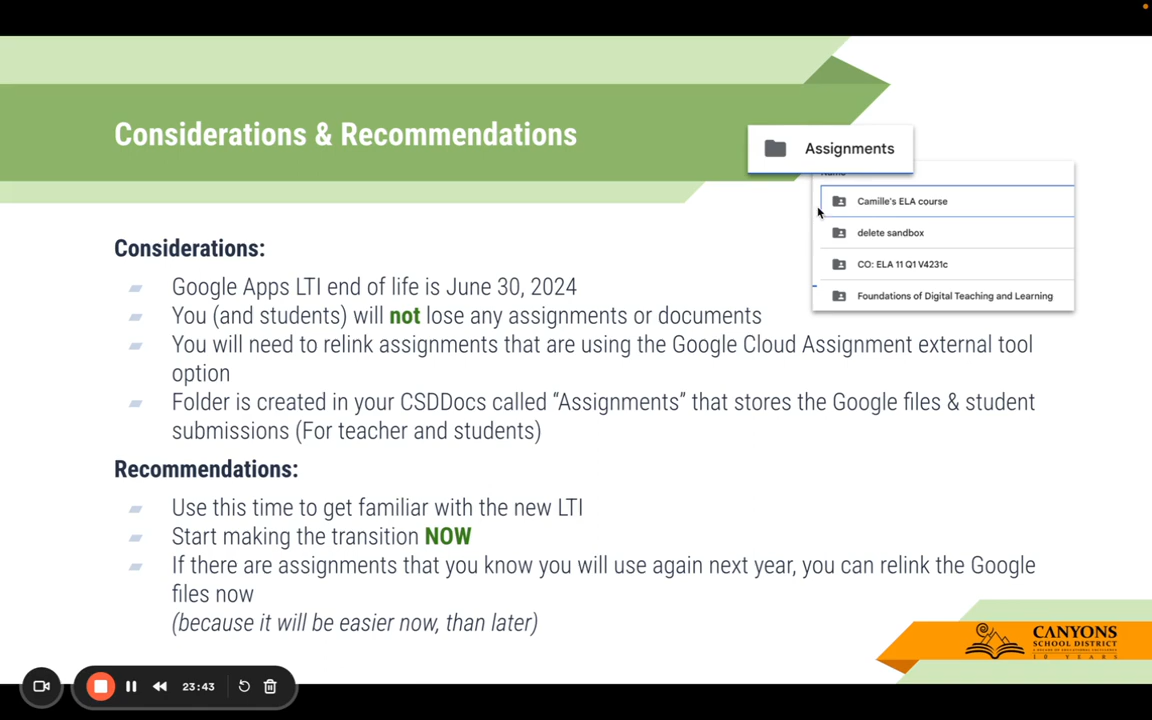 Considerations & Recommendations
Assignments
Camille's ELA course
delete sandbox
CO: ELA 11 Q1 V4231c
Foundations of Digital Teaching and Learning
Considerations:
Google Apps LTI end of life is June 30, 2024
You (and students) will not lose any assignments or documents
You will need to relink assignments that are using the Google Cloud Assignment external tool
option
Folder is created in your CSDDocs called “Assignments” that stores the Google files & student
submissions (For teacher and students)
Recommendations:
Use this time to get familiar with the new LTI
Start making the transition NOW
If there are assignments that you know you will use again next year, you can relink the Google
files now
(because it will be easier now, than later)
CANYONS
SCHOOL DISTRICT
10 YEARS
23:43